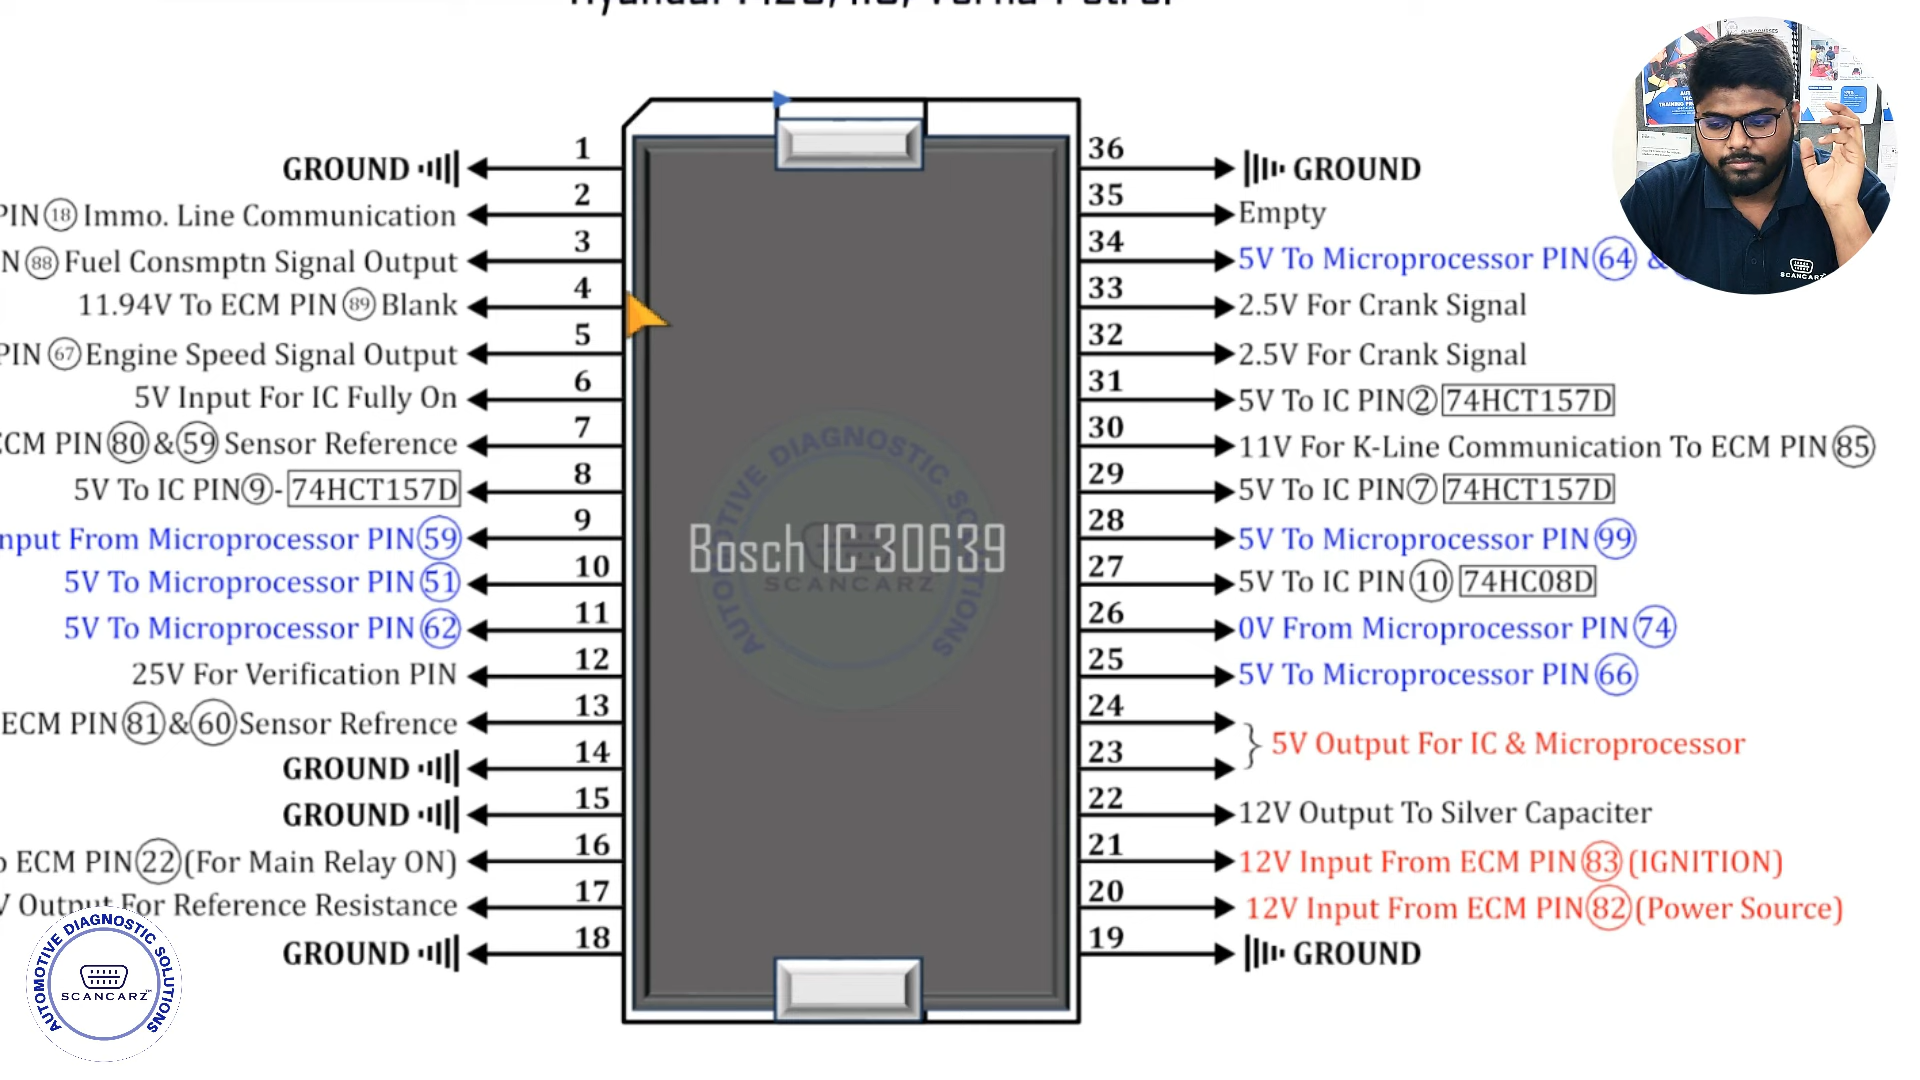 GROUND 1
PIN 18 Immo. Line Communication 2
88 Fuel Consmptn Signal Output 3
11.94V To ECM PIN 89 Blank 4
PIN 67 Engine Speed Signal Output 5
5V Input For IC Fully On 6
ECM PIN 80 & 59 Sensor Reference 7
5V To IC PIN 9 - 74HCT157D 8
Input From Microprocessor PIN 59 9
5V To Microprocessor PIN 51 10
5V To Microprocessor PIN 62 11
25V For Verification PIN 12
ECM PIN 81 & 60 Sensor Refrence 13
GROUND 14
GROUND 15
ECM PIN 22 (For Main Relay ON) 16
V Output For Reference Resistance 17
GROUND 18
Bosch IC 30639
AUTOMOTIVE DIAGNOSTIC SOLUTIONS
SCANCARZ
36 GROUND
35 Empty
34 5V To Microprocessor PIN 64 &
33 2.5V For Crank Signal
32 2.5V For Crank Signal
31 5V To IC PIN 2 74HCT157D
30 11V For K-Line Communication To ECM PIN 85
29 5V To IC PIN 7 74HCT157D
28 5V To Microprocessor PIN 99
27 5V To IC PIN 10 74HC08D
26 0V From Microprocessor PIN 74
25 5V To Microprocessor PIN 66
24
23
} 5V Output For IC & Microprocessor
22 12V Output To Silver Capaciter
21 12V Input From ECM PIN 83 (IGNITION)
20 12V Input From ECM PIN 82 (Power Source)
19 GROUND
AUTOMOTIVE DIAGNOSTIC SOLUTIONS
SCANCARZ™
SCANCARZ